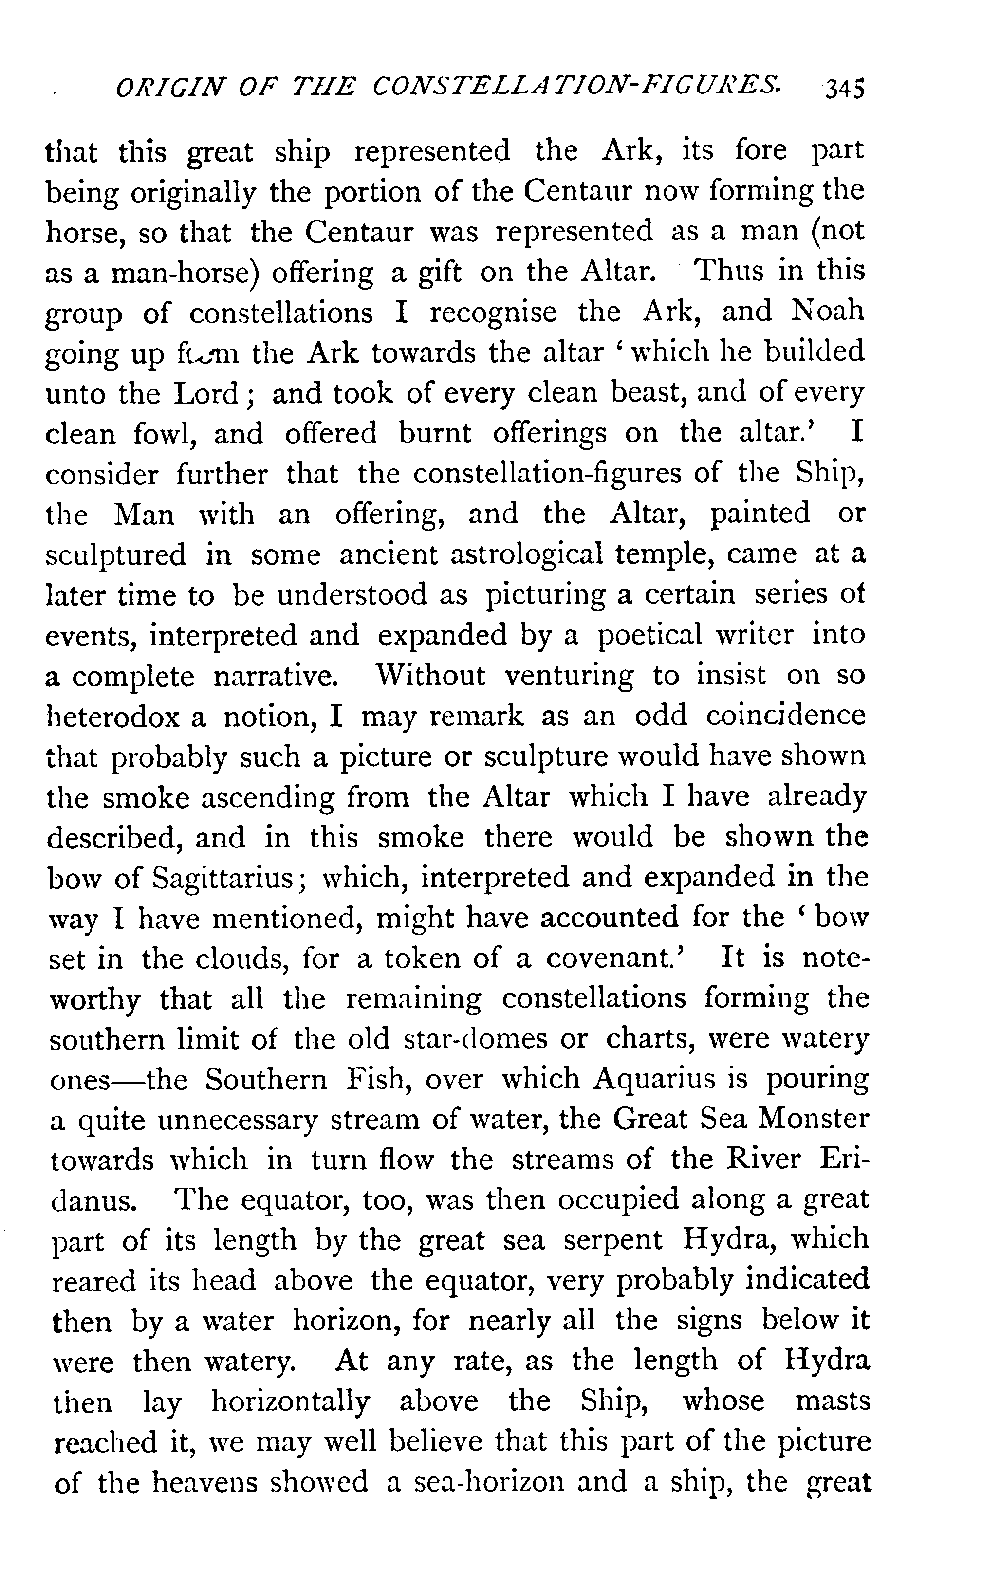 ORIGIN OF THE CONSTELLATION-FIGURES. 345
that this great ship represented the Ark, its fore part
being originally the portion of the Centaur now forming the
horse, so that the Centaur was represented as a man (not
as a man-horse) offering a gift on the Altar. Thus in this
group of constellations I recognise the Ark, and Noah
going up from the Ark towards the altar ‘which he builded
unto the Lord; and took of every clean beast, and of every
clean fowl, and offered burnt offerings on the altar.’ I
consider further that the constellation-figures of the Ship,
the Man with an offering, and the Altar, painted or
sculptured in some ancient astrological temple, came at a
later time to be understood as picturing a certain series of
events, interpreted and expanded by a poetical writer into
a complete narrative. Without venturing to insist on so
heterodox a notion, I may remark as an odd coincidence
that probably such a picture or sculpture would have shown
the smoke ascending from the Altar which I have already
described, and in this smoke there would be shown the
bow of Sagittarius; which, interpreted and expanded in the
way I have mentioned, might have accounted for the ‘bow
set in the clouds, for a token of a covenant.’ It is note-
worthy that all the remaining constellations forming the
southern limit of the old star-domes or charts, were watery
ones—the Southern Fish, over which Aquarius is pouring
a quite unnecessary stream of water, the Great Sea Monster
towards which in turn flow the streams of the River Eri-
danus. The equator, too, was then occupied along a great
part of its length by the great sea serpent Hydra, which
reared its head above the equator, very probably indicated
then by a water horizon, for nearly all the signs below it
were then watery. At any rate, as the length of Hydra
then lay horizontally above the Ship, whose masts
reached it, we may well believe that this part of the picture
of the heavens showed a sea-horizon and a ship, the great